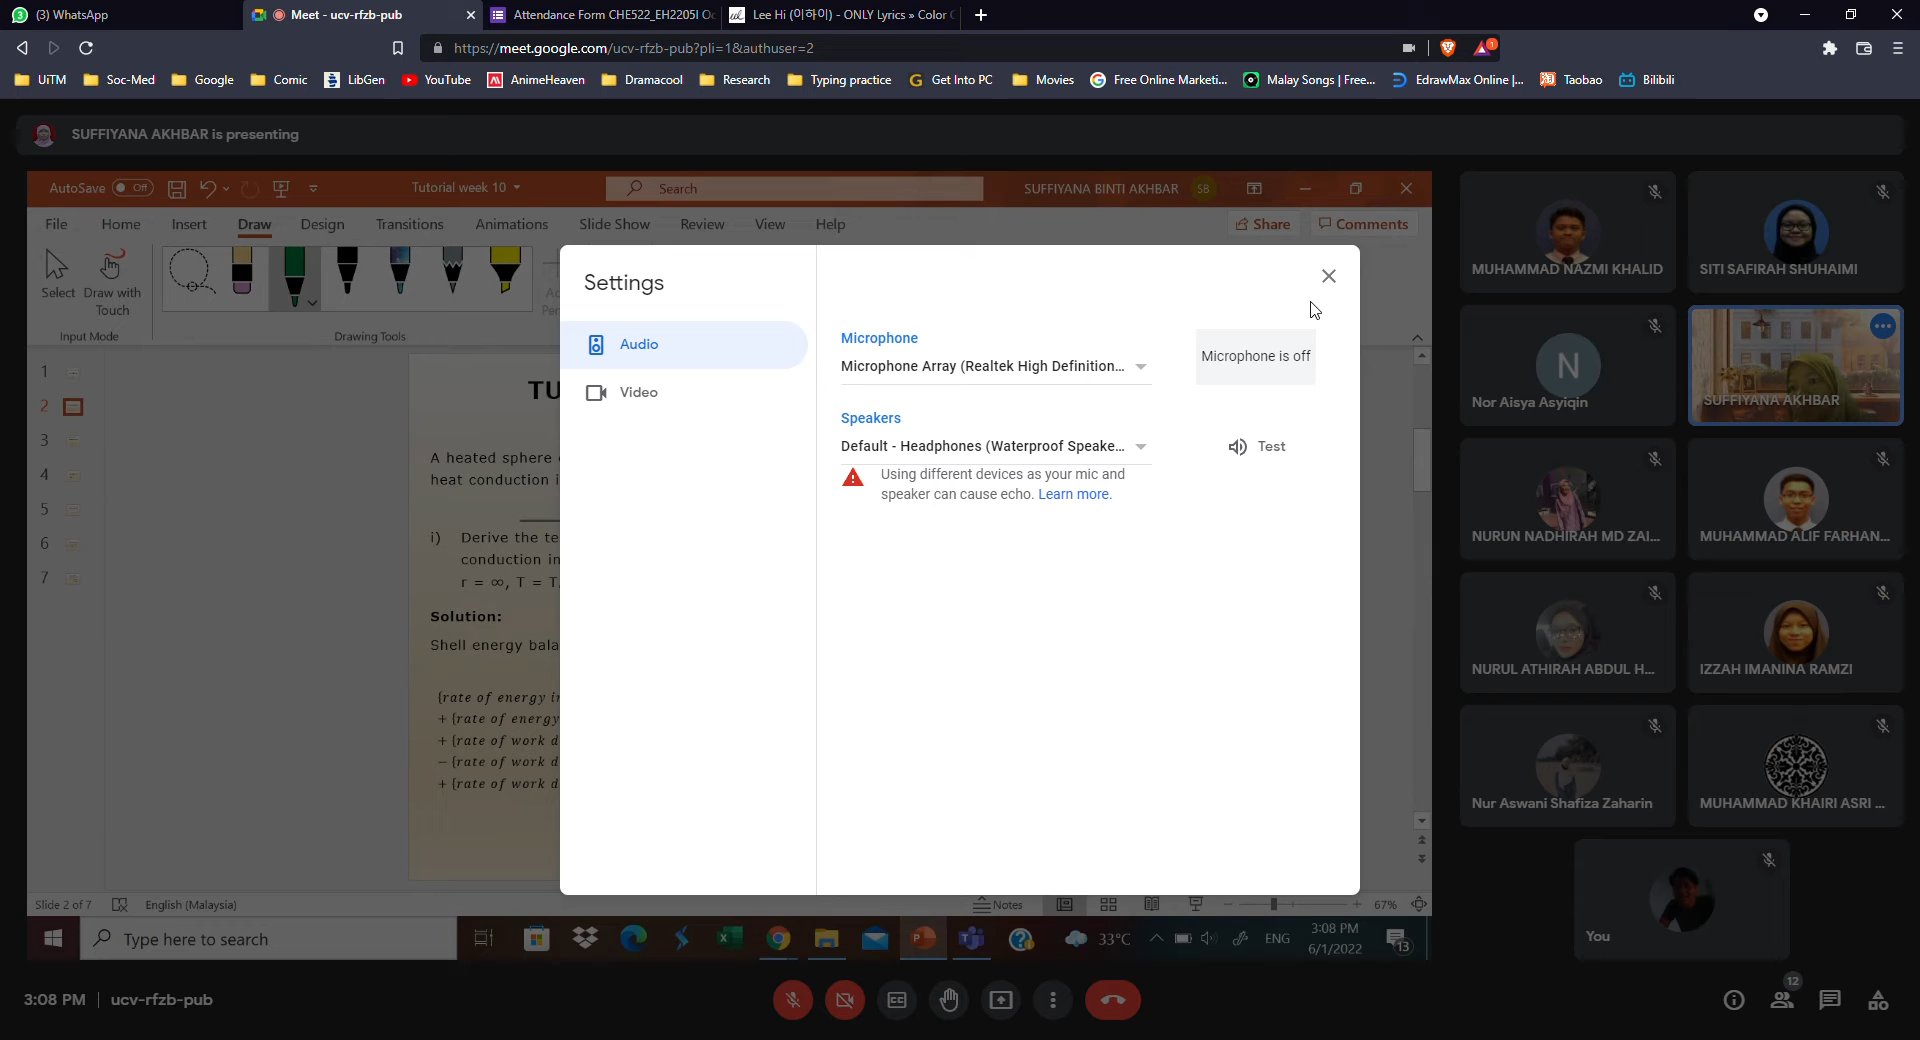 (3) WhatsApp
Meet - ucv-rfzb-pub
Attendance Form CHE522_EH2205I Oc
Lee Hi (이하이) - ONLY Lyrics » Color C
https://meet.google.com/ucv-rfzb-pub?pli=1&authuser=2
1
UiTM
Soc-Med
Google
Comic
LibGen
YouTube
AnimeHeaven
Dramacool
Research
Typing practice
Get Into PC
Movies
Free Online Marketi...
Malay Songs | Free...
EdrawMax Online |...
Taobao
Bilibili
SUFFIYANA AKHBAR is presenting
AutoSave
Off
Tutorial week 10
Search
SUFFIYANA BINTI AKHBAR
SB
File
Home
Insert
Draw
Design
Transitions
Animations
Slide Show
Review
View
Help
Share
Comments
Select
Draw with
Touch
Input Mode
Drawing Tools
1
2
3
4
5
6
7
TU
A heated sphere
heat conduction i
i) Derive the te
conduction in
r = ∞, T = T
Solution:
Shell energy bala
{rate of energy i
+ {rate of energy
+ {rate of work d
− {rate of work d
+ {rate of work d
Settings
Audio
Video
Microphone
Microphone Array (Realtek High Definition...
Microphone is off
Speakers
Default - Headphones (Waterproof Speake...
Test
Using different devices as your mic and
speaker can cause echo. Learn more.
MUHAMMAD NAZMI KHALID
SITI SAFIRAH SHUHAIMI
N
Nor Aisya Asyiqin
SUFFIYANA AKHBAR
NURUN NADHIRAH MD ZAI...
MUHAMMAD ALIF FARHAN...
NURUL ATHIRAH ABDUL H...
IZZAH IMANINA RAMZI
Nur Aswani Shafiza Zaharin
MUHAMMAD KHAIRI ASRI ...
You
Slide 2 of 7
English (Malaysia)
Notes
67%
Type here to search
33°C
ENG
3:08 PM
6/1/2022
13
3:08 PM | ucv-rfzb-pub
12